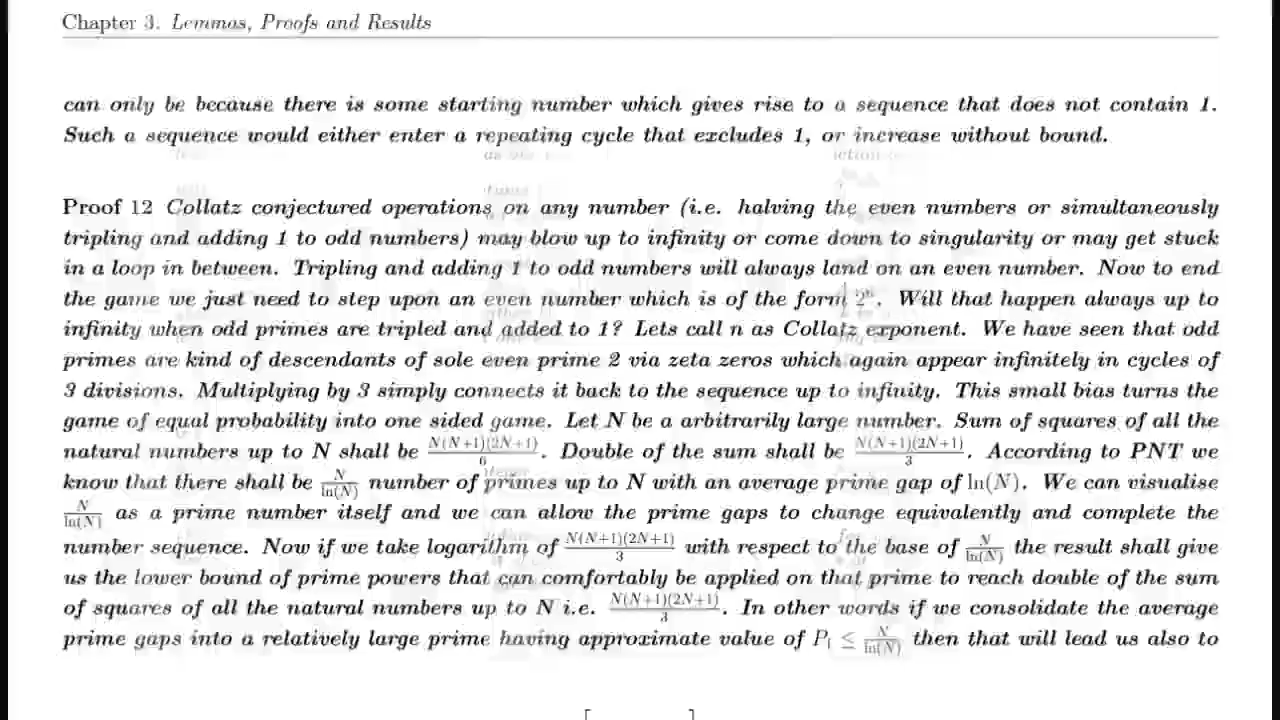 Chapter 3. Lemmas, Proofs and Results
can only be because there is some starting number which gives rise to a sequence that does not contain 1.
Such a sequence would either enter a repeating cycle that excludes 1, or increase without bound.
Proof 12 Collatz conjectured operations on any number (i.e. halving the even numbers or simultaneously
tripling and adding 1 to odd numbers) may blow up to infinity or come down to singularity or may get stuck
in a loop in between. Tripling and adding 1 to odd numbers will always land on an even number. Now to end
the game we just need to step upon an even number which is of the form 2^n. Will that happen always up to
infinity when odd primes are tripled and added to 1? Lets call n as Collatz exponent. We have seen that odd
primes are kind of descendants of sole even prime 2 via zeta zeros which again appear infinitely in cycles of
3 divisions. Multiplying by 3 simply connects it back to the sequence up to infinity. This small bias turns the
game of equal probability into one sided game. Let N be a arbitrarily large number. Sum of squares of all the
natural numbers up to N shall be N(N+1)(2N+1)/6. Double of the sum shall be N(N+1)(2N+1)/3. According to PNT we
know that there shall be N/ln(N) number of primes up to N with an average prime gap of ln(N). We can visualise
N/ln(N) as a prime number itself and we can allow the prime gaps to change equivalently and complete the
number sequence. Now if we take logarithm of N(N+1)(2N+1)/3 with respect to the base of N/ln(N) the result shall give
us the lower bound of prime powers that can comfortably be applied on that prime to reach double of the sum
of squares of all the natural numbers up to N i.e. N(N+1)(2N+1)/3. In other words if we consolidate the average
prime gaps into a relatively large prime having approximate value of P₁ ≤ N/ln(N) then that will lead us also to